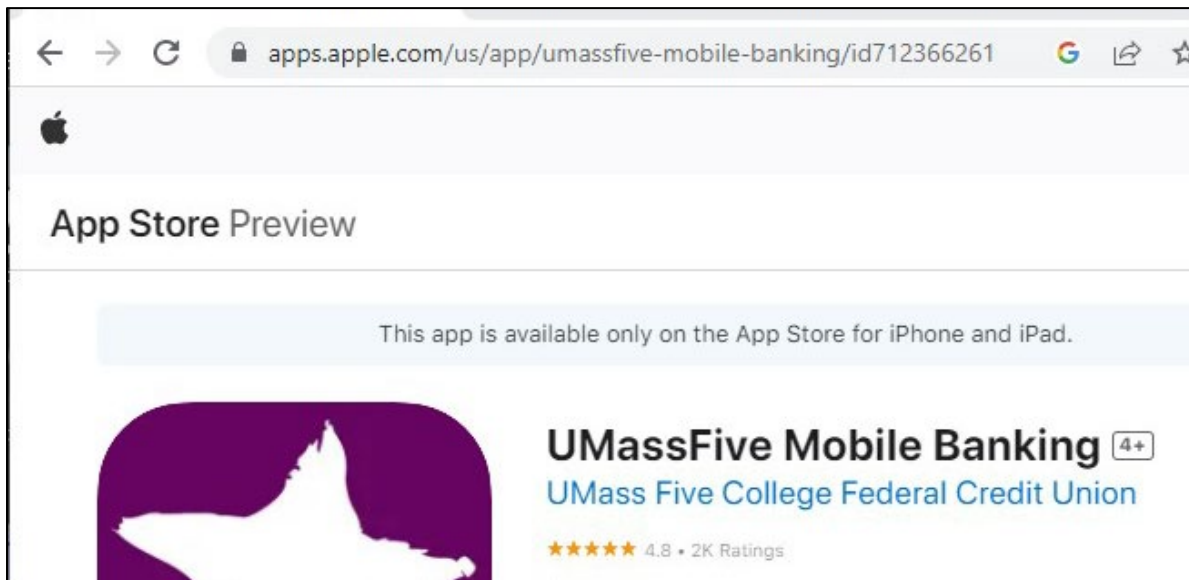 apps.apple.com/us/app/umassfive-mobile-banking/id712366261
App Store Preview
This app is available only on the App Store for iPhone and iPad.
UMassFive Mobile Banking 4+
UMass Five College Federal Credit Union
★★★★★ 4.8 • 2K Ratings